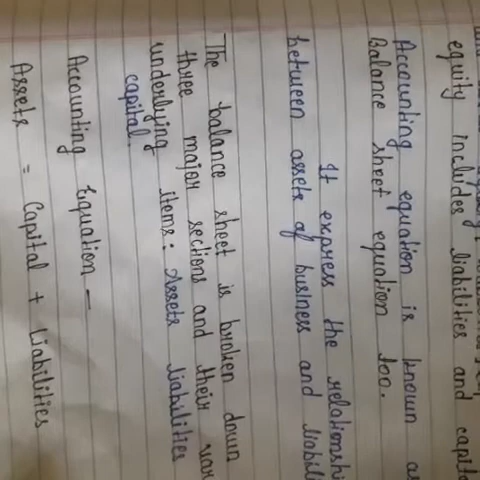 equity includes liabilities and capital
Accounting equation is known as
Balance sheet equation too.
It express the relationship
between assets of business and
The balance sheet is broken down
three major sections and their
underlying items: Assets liabilities
capital.
Accounting Equation –
Assets = Capital + Liabilities